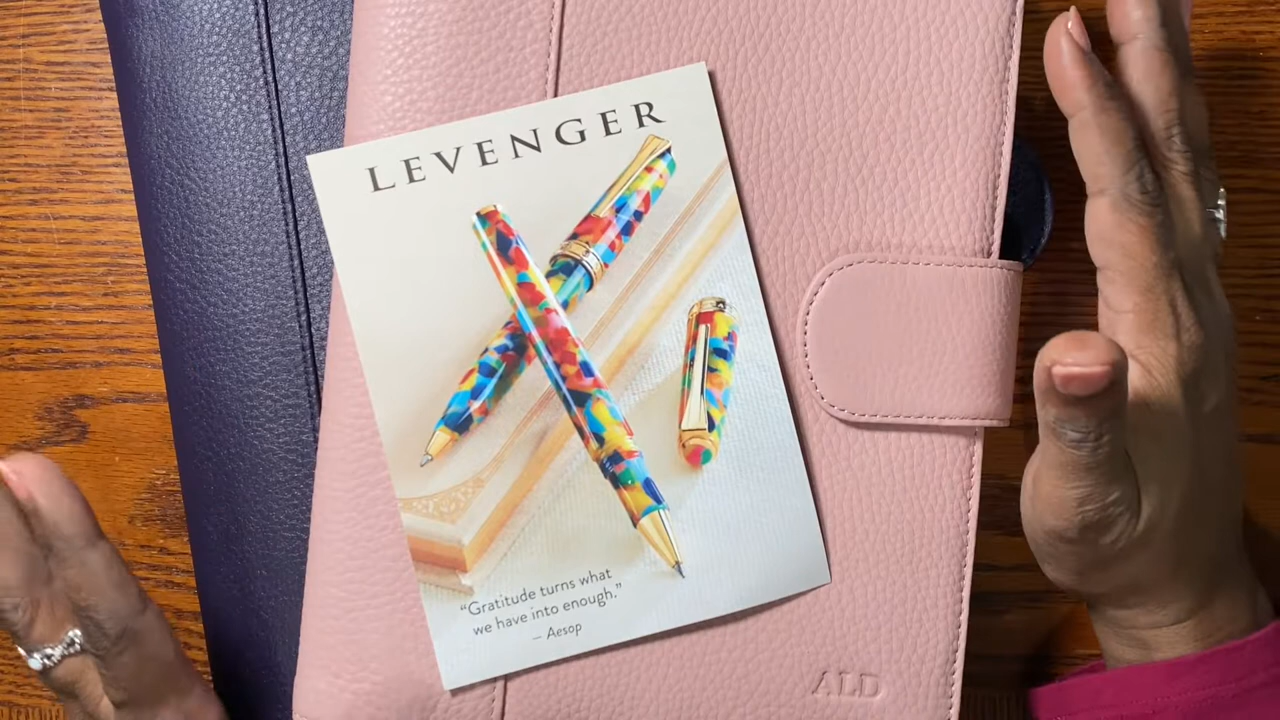 LEVENGER
“Gratitude turns what
we have into enough.”
– Aesop
ALD